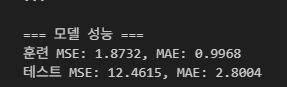 === 모델 성능 ===
훈련 MSE: 1.8732, MAE: 0.9968
테스트 MSE: 12.4615, MAE: 2.8004